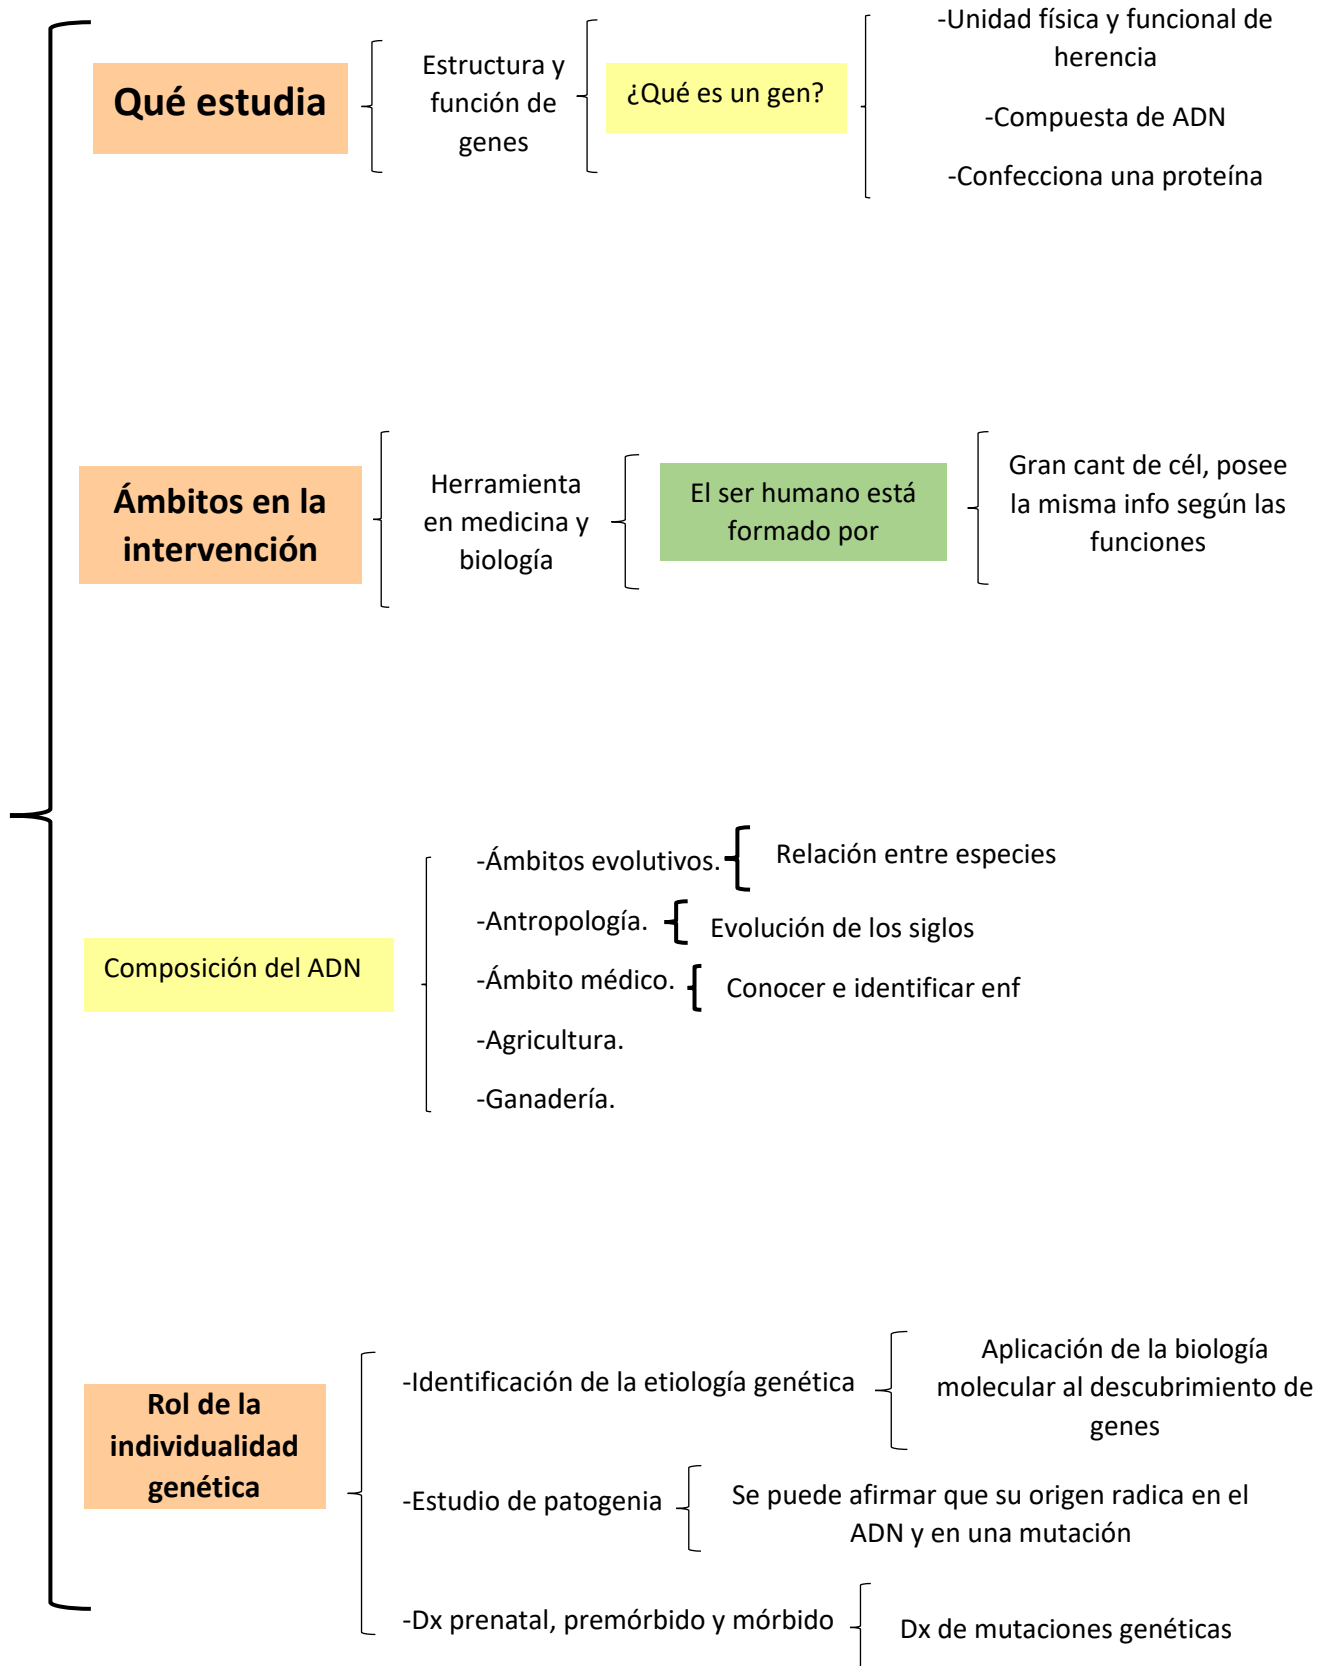 Qué estudia
Estructura y
función de
genes
¿Qué es un gen?
-Unidad física y funcional de
herencia
-Compuesta de ADN
-Confecciona una proteína
Ámbitos en la
intervención
Herramienta
en medicina y
biología
El ser humano está
formado por
Gran cant de cél, posee
la misma info según las
funciones
Composición del ADN
-Ámbitos evolutivos.
Relación entre especies
-Antropología.
Evolución de los siglos
-Ámbito médico.
Conocer e identificar enf
-Agricultura.
-Ganadería.
Rol de la
individualidad
genética
-Identificación de la etiología genética
Aplicación de la biología
molecular al descubrimiento de
genes
-Estudio de patogenia
Se puede afirmar que su origen radica en el
ADN y en una mutación
-Dx prenatal, premórbido y mórbido
Dx de mutaciones genéticas